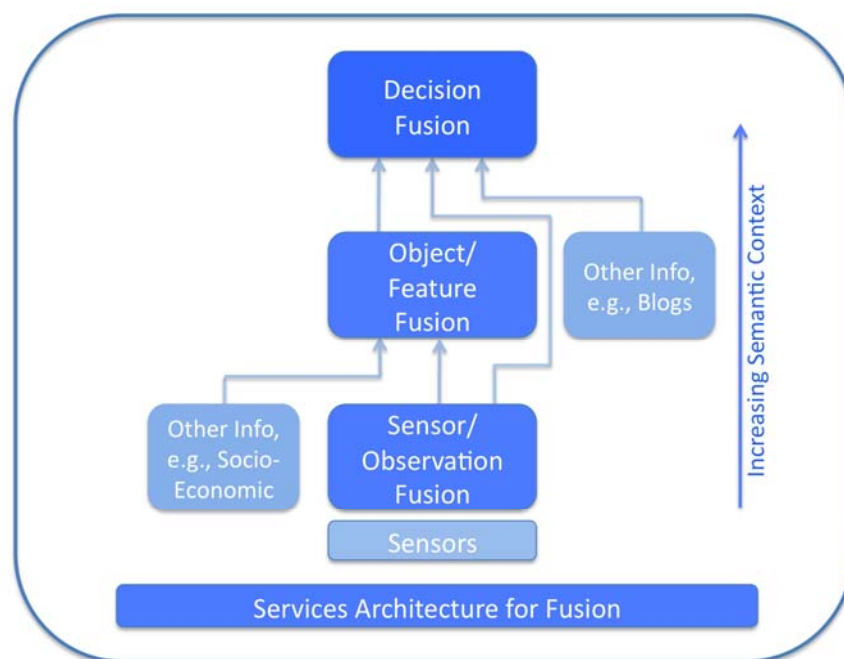 Decision
Fusion
Object/
Feature
Fusion
Other Info,
e.g., Blogs
Increasing Semantic Context
Other Info,
e.g., Socio-
Economic
Sensor/
Observation
Fusion
Sensors
Services Architecture for Fusion